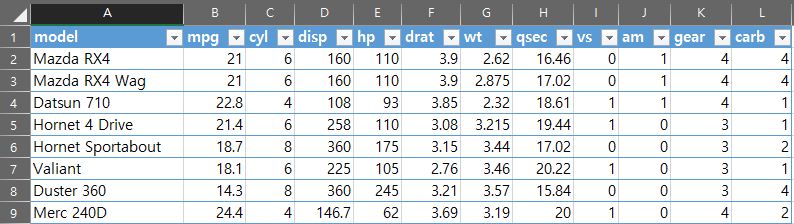 A B C D E F G H I J K L
1 model mpg cyl disp hp drat wt qsec vs am gear carb
2 Mazda RX4 21 6 160 110 3.9 2.62 16.46 0 1 4 4
3 Mazda RX4 Wag 21 6 160 110 3.9 2.875 17.02 0 1 4 4
4 Datsun 710 22.8 4 108 93 3.85 2.32 18.61 1 1 4 1
5 Hornet 4 Drive 21.4 6 258 110 3.08 3.215 19.44 1 0 3 1
6 Hornet Sportabout 18.7 8 360 175 3.15 3.44 17.02 0 0 3 2
7 Valiant 18.1 6 225 105 2.76 3.46 20.22 1 0 3 1
8 Duster 360 14.3 8 360 245 3.21 3.57 15.84 0 0 3 4
9 Merc 240D 24.4 4 146.7 62 3.69 3.19 20 1 0 4 2